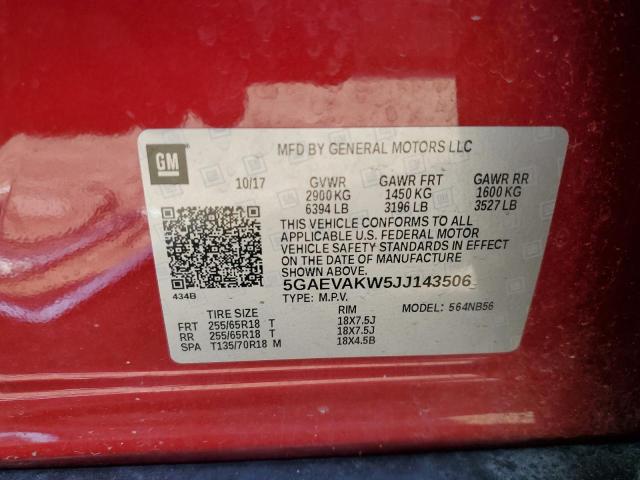 GM
MFD BY GENERAL MOTORS LLC
10/17 GVWR GAWR FRT GAWR RR
2900 KG 1450 KG 1600 KG
6394 LB 3196 LB 3527 LB
THIS VEHICLE CONFORMS TO ALL
APPLICABLE U.S. FEDERAL MOTOR
VEHICLE SAFETY STANDARDS IN EFFECT
ON THE DATE OF MANUFACTURE
SHOWN ABOVE.
434B
5GAEVAKW5JJ143506
TYPE: M.P.V. MODEL: 564NB56
TIRE SIZE RIM
FRT 255/65R18 T 18X7.5J
RR 255/65R18 T 18X7.5J
SPA T135/70R18 M 18X4.5B